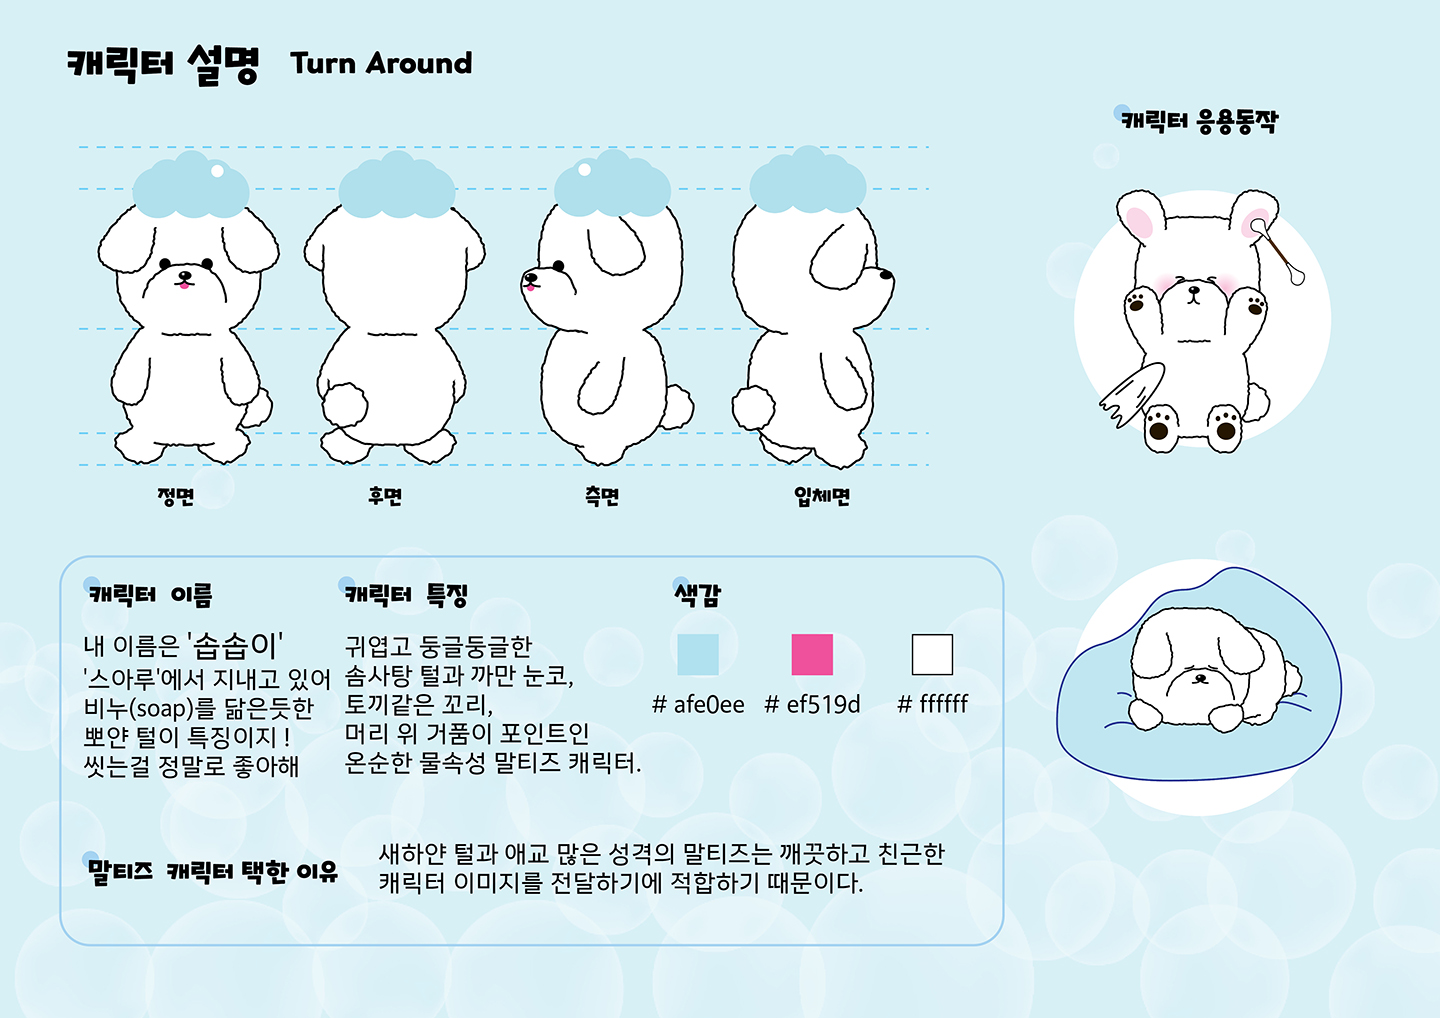 캐릭터 설명 Turn Around
캐릭터 응용동작
정면
후면
측면
입체면
캐릭터 이름
내 이름은 '솝솝이'
'스아루'에서 지내고 있어
비누(soap)를 닮은듯한
뽀얀 털이 특징이지 !
씻는걸 정말로 좋아해
캐릭터 특징
귀엽고 둥글둥글한
솜사탕 털과 까만 눈코,
토끼같은 꼬리,
머리 위 거품이 포인트인
온순한 물속성 말티즈 캐릭터.
색감
# afe0ee
# ef519d
# ffffff
말티즈 캐릭터 택한 이유
새하얀 털과 애교 많은 성격의 말티즈는 깨끗하고 친근한
캐릭터 이미지를 전달하기에 적합하기 때문이다.